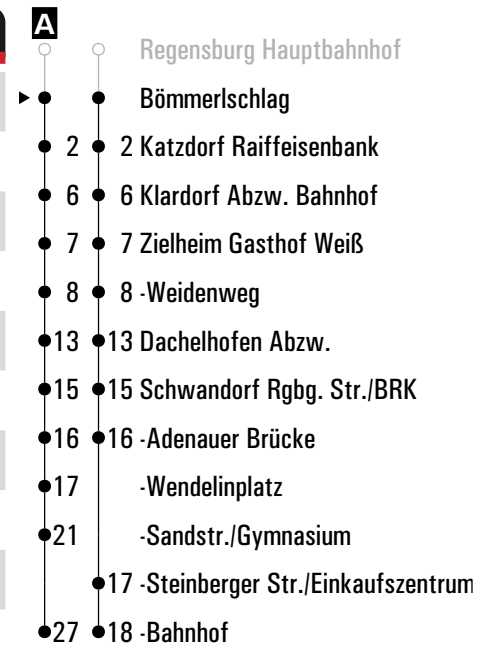 A
Regensburg Hauptbahnhof
Bömmerlschlag
2 2 Katzdorf Raiffeisenbank
6 6 Klardorf Abzw. Bahnhof
7 7 Zielheim Gasthof Weiß
8 8 -Weidenweg
13 13 Dachelhofen Abzw.
15 15 Schwandorf Rgbg. Str./BRK
16 16 -Adenauer Brücke
17 -Wendelinplatz
21 -Sandstr./Gymnasium
17 -Steinberger Str./Einkaufszentrum
27 18 -Bahnhof